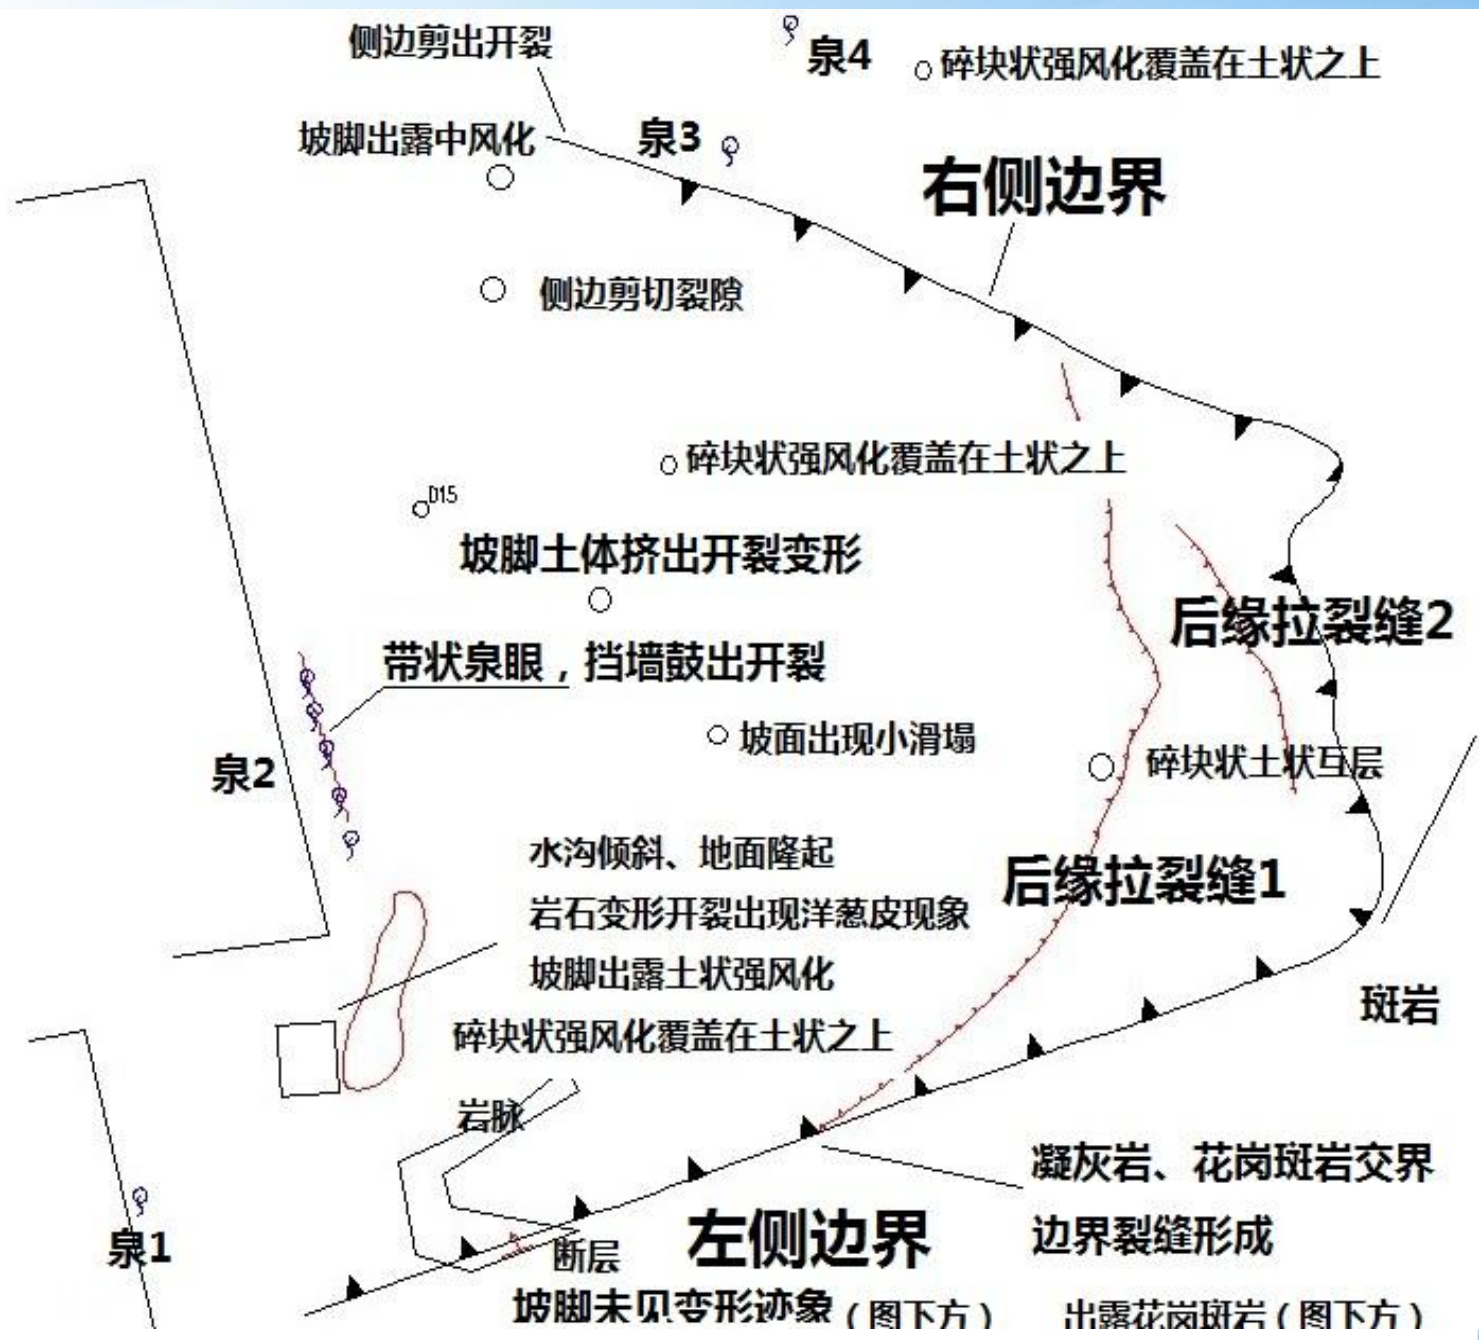 侧边剪出开裂
泉4
碎块状强风化覆盖在土状之上
坡脚出露中风化
泉3
右侧边界
侧边剪切裂隙
碎块状强风化覆盖在土状之上
D15
坡脚土体挤出开裂变形
后缘拉裂缝2
带状泉眼，挡墙鼓出开裂
坡面出现小滑塌
碎块状土状互层
泉2
水沟倾斜、地面隆起
后缘拉裂缝1
岩石变形开裂出现洋葱皮现象
坡脚出露土状强风化
斑岩
碎块状强风化覆盖在土状之上
岩脉
凝灰岩、花岗斑岩交界
边界裂缝形成
左侧边界
泉1
断层
坡脚未见变形迹象（图下方）
出露花岗斑岩（图下方）